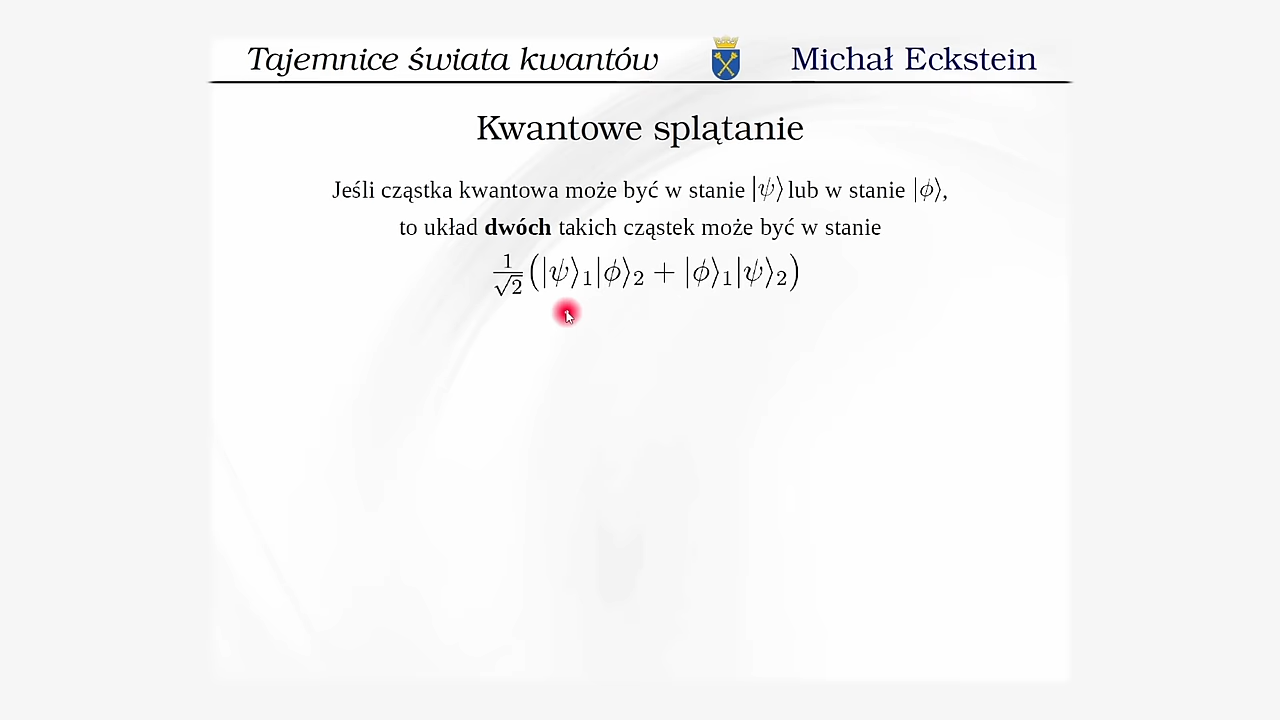 Tajemnice świata kwantów
Michał Eckstein
Kwantowe splątanie
Jeśli cząstka kwantowa może być w stanie |ψ⟩ lub w stanie |ϕ⟩,
to układ dwóch takich cząstek może być w stanie
1/√2 (|ψ⟩₁|ϕ⟩₂ + |ϕ⟩₁|ψ⟩₂)